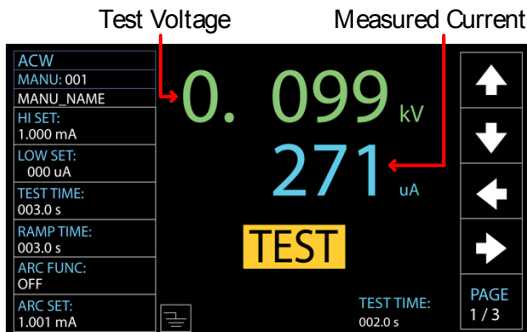 Test Voltage
Measured Current
ACW
MANU: 001
MANU_NAME
HI SET:
1.000 mA
LOW SET:
000 uA
TEST TIME:
003.0 s
RAMP TIME:
003.0 s
ARC FUNC:
OFF
ARC SET:
1.001 mA
0. 099 kV
271 uA
TEST
TEST TIME:
002.0 s
PAGE
1 / 3